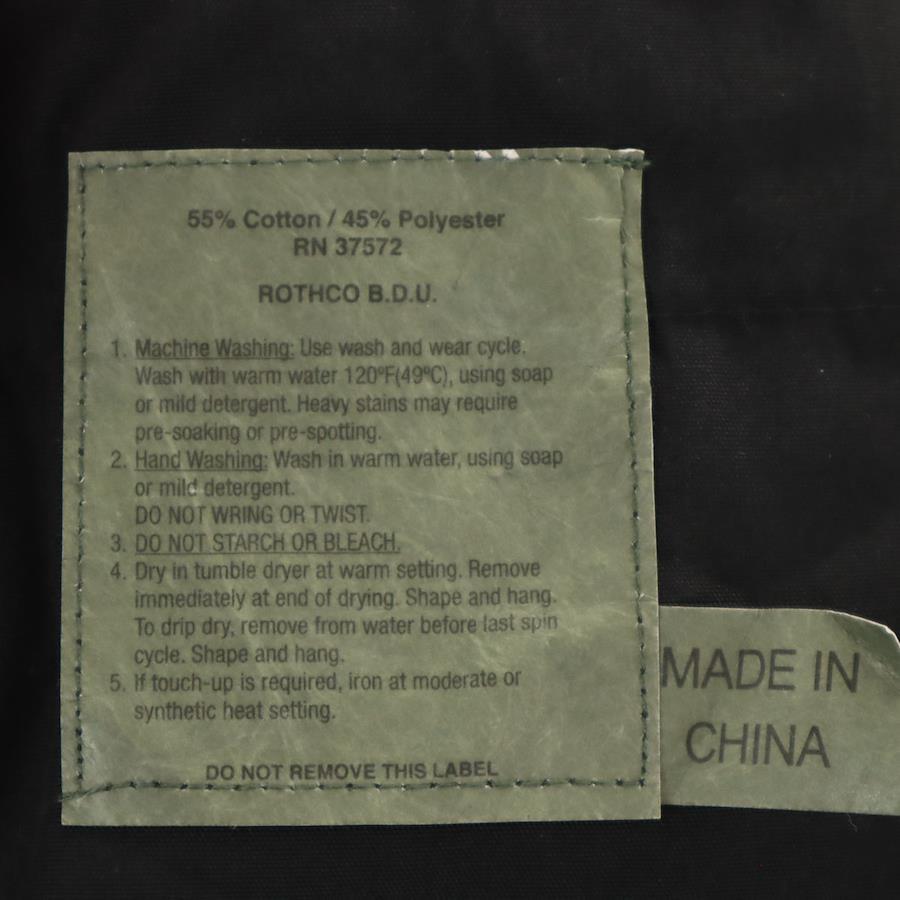 55% Cotton / 45% Polyester
RN 37572
ROTHCO B.D.U.
1. Machine Washing: Use wash and wear cycle.
Wash with warm water 120ºF(49ºC), using soap
or mild detergent. Heavy stains may require
pre-soaking or pre-spotting.
2. Hand Washing: Wash in warm water, using soap
or mild detergent.
DO NOT WRING OR TWIST.
3. DO NOT STARCH OR BLEACH.
4. Dry in tumble dryer at warm setting. Remove
immediately at end of drying. Shape and hang.
To drip dry, remove from water before last spin
cycle. Shape and hang.
5. If touch-up is required, iron at moderate or
synthetic heat setting.
DO NOT REMOVE THIS LABEL
MADE IN
CHINA